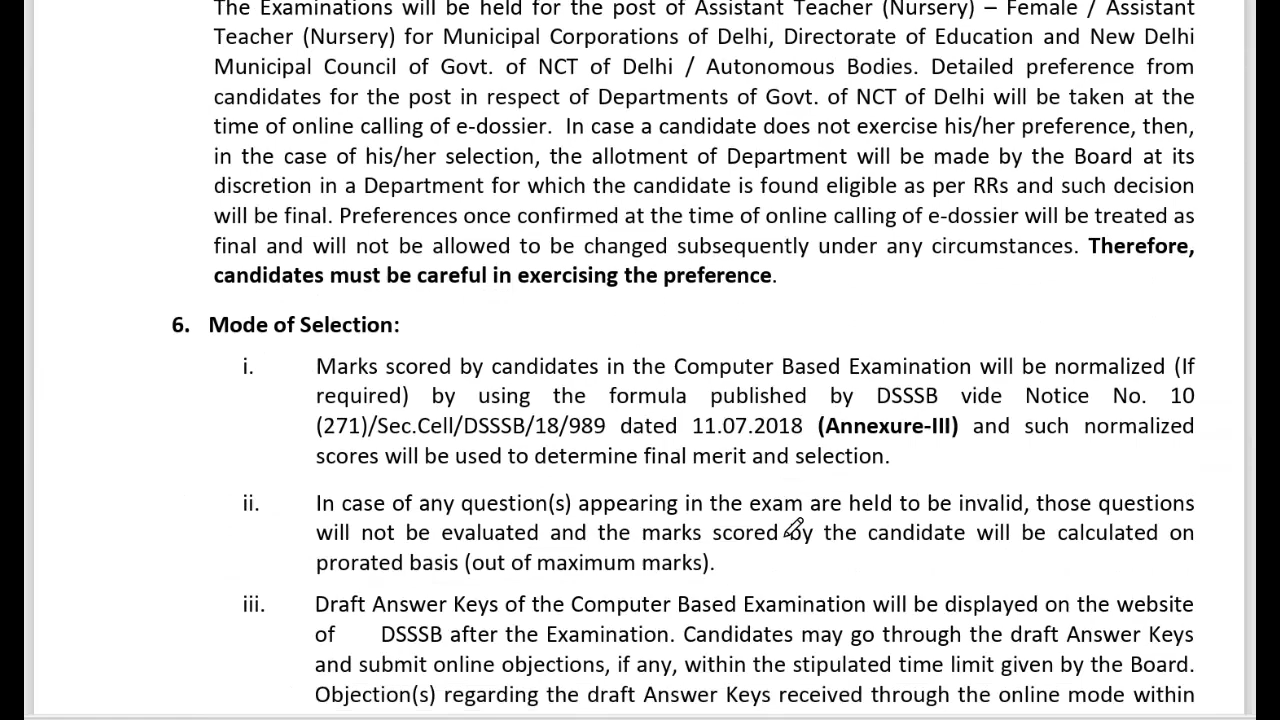 The Examinations will be held for the post of Assistant Teacher (Nursery) – Female / Assistant
Teacher (Nursery) for Municipal Corporations of Delhi, Directorate of Education and New Delhi
Municipal Council of Govt. of NCT of Delhi / Autonomous Bodies. Detailed preference from
candidates for the post in respect of Departments of Govt. of NCT of Delhi will be taken at the
time of online calling of e-dossier. In case a candidate does not exercise his/her preference, then,
in the case of his/her selection, the allotment of Department will be made by the Board at its
discretion in a Department for which the candidate is found eligible as per RRs and such decision
will be final. Preferences once confirmed at the time of online calling of e-dossier will be treated as
final and will not be allowed to be changed subsequently under any circumstances. Therefore,
candidates must be careful in exercising the preference.
6. Mode of Selection:
i. Marks scored by candidates in the Computer Based Examination will be normalized (If
required) by using the formula published by DSSSB vide Notice No. 10
(271)/Sec.Cell/DSSSB/18/989 dated 11.07.2018 (Annexure-III) and such normalized
scores will be used to determine final merit and selection.
ii. In case of any question(s) appearing in the exam are held to be invalid, those questions
will not be evaluated and the marks scored by the candidate will be calculated on
prorated basis (out of maximum marks).
iii. Draft Answer Keys of the Computer Based Examination will be displayed on the website
of DSSSB after the Examination. Candidates may go through the draft Answer Keys
and submit online objections, if any, within the stipulated time limit given by the Board.
Objection(s) regarding the draft Answer Keys received through the online mode within